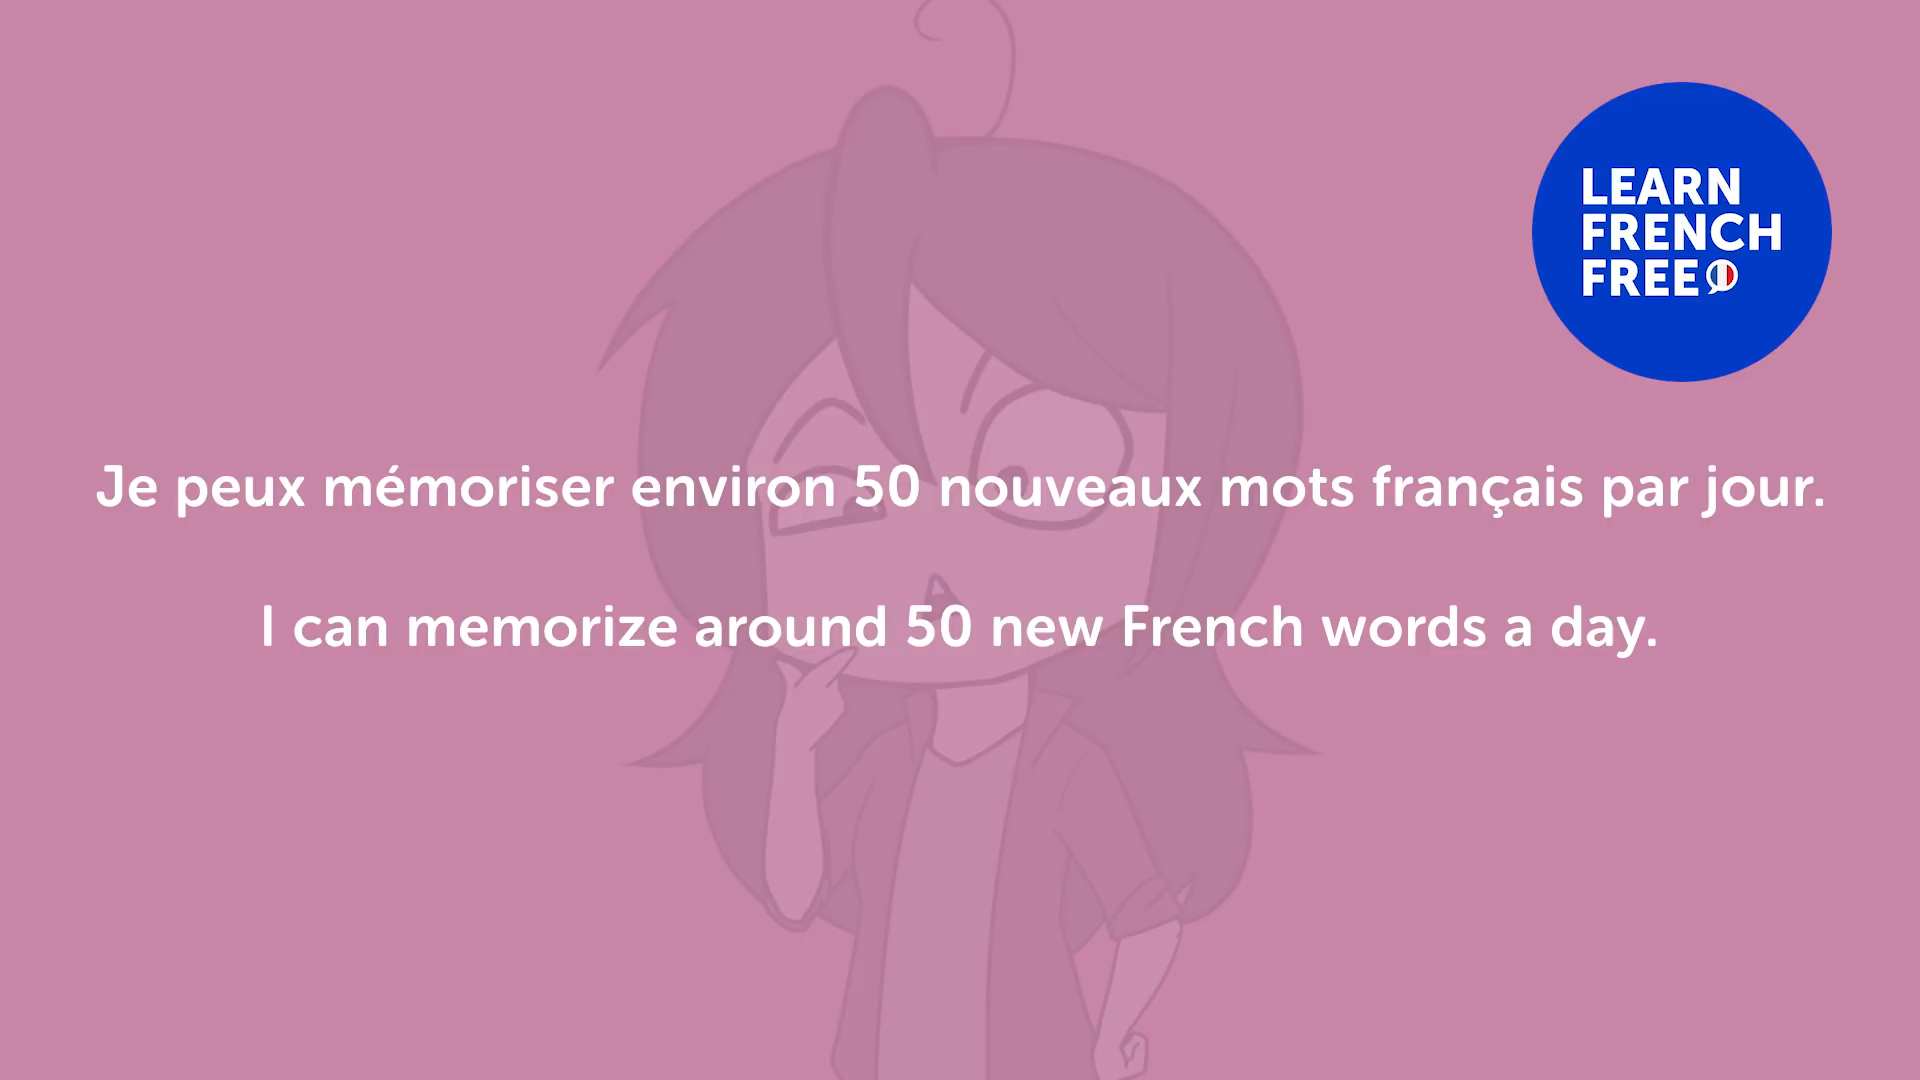 LEARN
FRENCH
FREE
Je peux mémoriser environ 50 nouveaux mots français par jour.
I can memorize around 50 new French words a day.